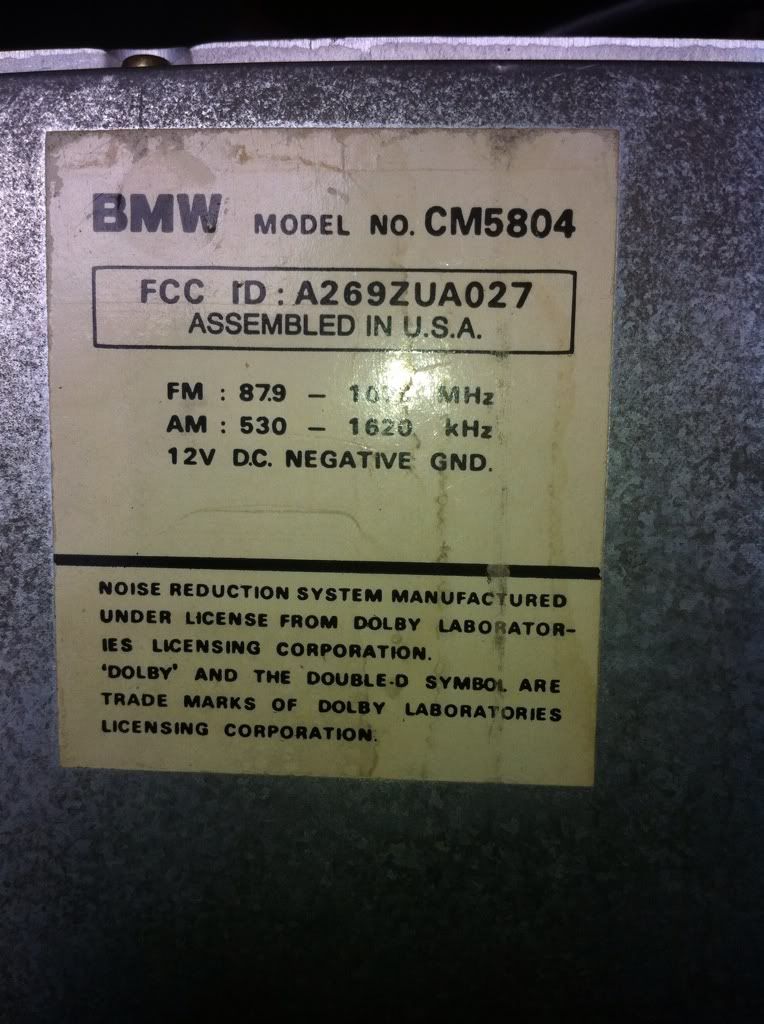 BMW MODEL NO. CM5804
FCC ID : A269ZUA027
ASSEMBLED IN U.S.A.
FM : 87.9 – MHz
AM : 530 – 1620 kHz
12V D.C. NEGATIVE GND.
NOISE REDUCTION SYSTEM MANUFACTURED
UNDER LICENSE FROM DOLBY LABORATOR-
IES LICENSING CORPORATION.
'DOLBY' AND THE DOUBLE-D SYMBOL ARE
TRADE MARKS OF DOLBY LABORATORIES
LICENSING CORPORATION.